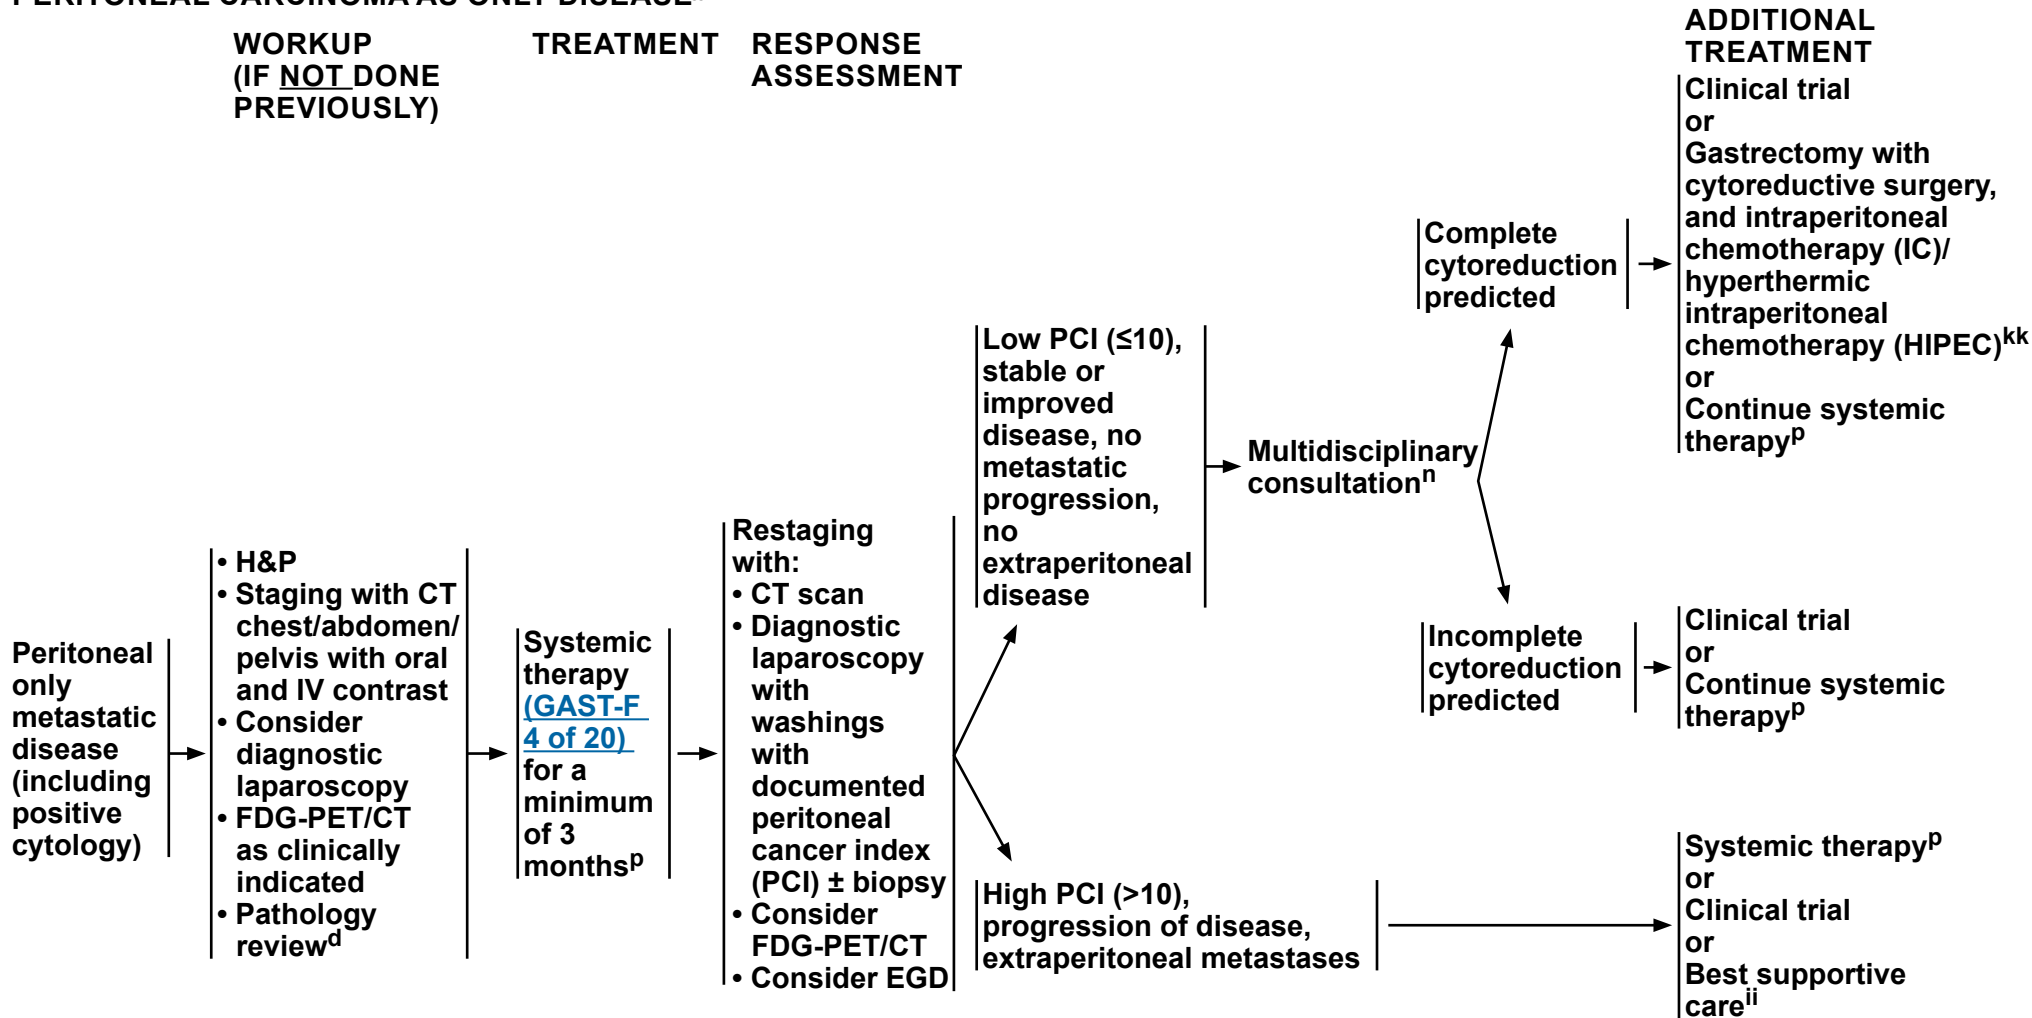 PERITONEAL CARCINOMA AS ONLY DISEASE
WORKUP
(IF NOT DONE
PREVIOUSLY)
TREATMENT
RESPONSE
ASSESSMENT
ADDITIONAL
TREATMENT
Peritoneal
only
metastatic
disease
(including
positive
cytology)
• H&P
• Staging with CT
chest/abdomen/
pelvis with oral
and IV contrast
• Consider
diagnostic
laparoscopy
• FDG-PET/CT
as clinically
indicated
• Pathology
reviewd
Systemic
therapy
(GAST-F
4 of 20)
for a
minimum
of 3
monthsp
Restaging
with:
• CT scan
• Diagnostic
laparoscopy
with
washings
with
documented
peritoneal
cancer index
(PCI) ± biopsy
• Consider
FDG-PET/CT
• Consider EGD
Low PCI (≤10),
stable or
improved
disease, no
metastatic
progression,
no
extraperitoneal
disease
Multidisciplinary
consultationn
Complete
cytoreduction
predicted
Clinical trial
or
Gastrectomy with
cytoreductive surgery,
and intraperitoneal
chemotherapy (IC)/
hyperthermic
intraperitoneal
chemotherapy (HIPEC)kk
or
Continue systemic
therapyp
Incomplete
cytoreduction
predicted
Clinical trial
or
Continue systemic
therapyp
High PCI (>10),
progression of disease,
extraperitoneal metastases
Systemic therapyp
or
Clinical trial
or
Best supportive
careii